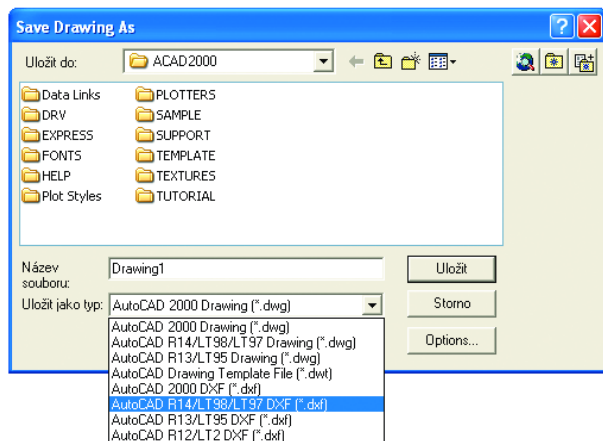 Save Drawing As
Uložit do:
ACAD2000
Data Links
DRV
EXPRESS
FONTS
HELP
Plot Styles
PLOTTERS
SAMPLE
SUPPORT
TEMPLATE
TEXTURES
TUTORIAL
Název souboru:
Drawing1
Uložit
Uložit jako typ:
AutoCAD 2000 Drawing (*.dwg)
Storno
Options...
AutoCAD 2000 Drawing (*.dwg)
AutoCAD R14/LT98/LT97 Drawing (*.dwg)
AutoCAD R13/LT95 Drawing (*.dwg)
AutoCAD Drawing Template File (*.dwt)
AutoCAD 2000 DXF (*.dxf)
AutoCAD R14/LT98/LT97 DXF (*.dxf)
AutoCAD R13/LT95 DXF (*.dxf)
AutoCAD R12/LT2 DXF (*.dxf)